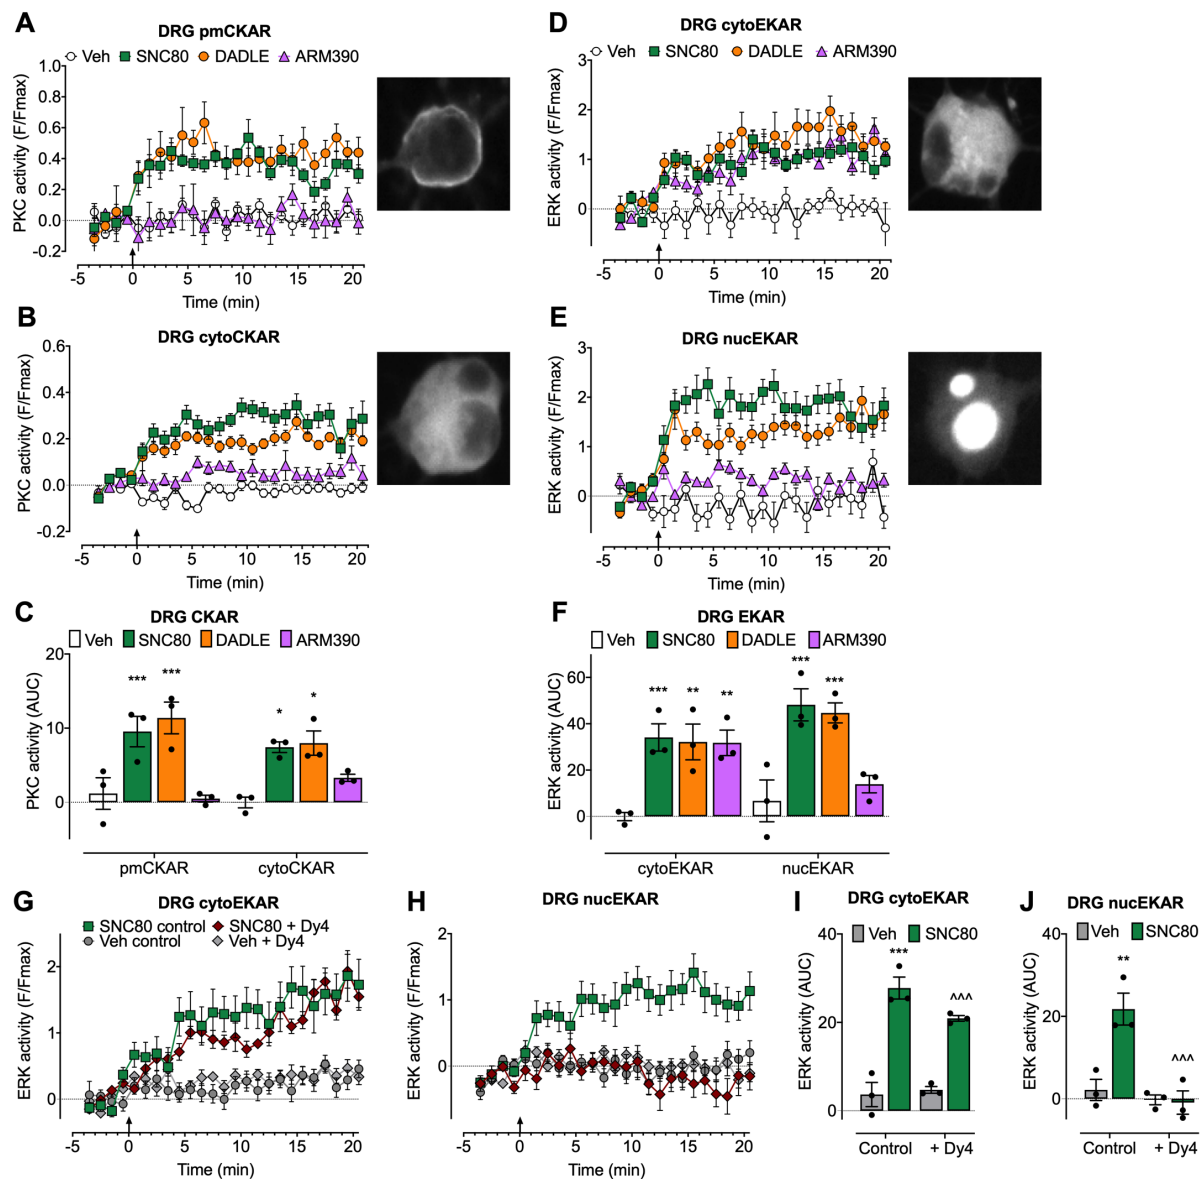 A
DRG pmCKAR
Veh SNC80 DADLE ARM390
PKC activity (F/Fmax)
1.0
0.8
0.6
0.4
0.2
0.0
-0.2
-5 0 5 10 15 20
Time (min)
D
DRG cytoEKAR
Veh SNC80 DADLE ARM390
ERK activity (F/Fmax)
3
2
1
0
-5 0 5 10 15 20
Time (min)
B
DRG cytoCKAR
PKC activity (F/Fmax)
0.6
0.4
0.2
0.0
-0.2
-5 0 5 10 15 20
Time (min)
E
DRG nucEKAR
ERK activity (F/Fmax)
3
2
1
0
-5 0 5 10 15 20
Time (min)
C
DRG CKAR
Veh SNC80 DADLE ARM390
PKC activity (AUC)
20
10
0
*** *** * *
pmCKAR cytoCKAR
F
DRG EKAR
Veh SNC80 DADLE ARM390
ERK activity (AUC)
60
40
20
0
*** ** ** *** ***
cytoEKAR nucEKAR
G
DRG cytoEKAR
SNC80 control SNC80 + Dy4
Veh control Veh + Dy4
ERK activity (F/Fmax)
2
1
0
-5 0 5 10 15 20
Time (min)
H
DRG nucEKAR
ERK activity (F/Fmax)
2
1
0
-5 0 5 10 15 20
Time (min)
I
DRG cytoEKAR
Veh SNC80
ERK activity (AUC)
40
20
0
*** ^^^
Control + Dy4
J
DRG nucEKAR
Veh SNC80
ERK activity (AUC)
40
20
0
** ^^^
Control + Dy4